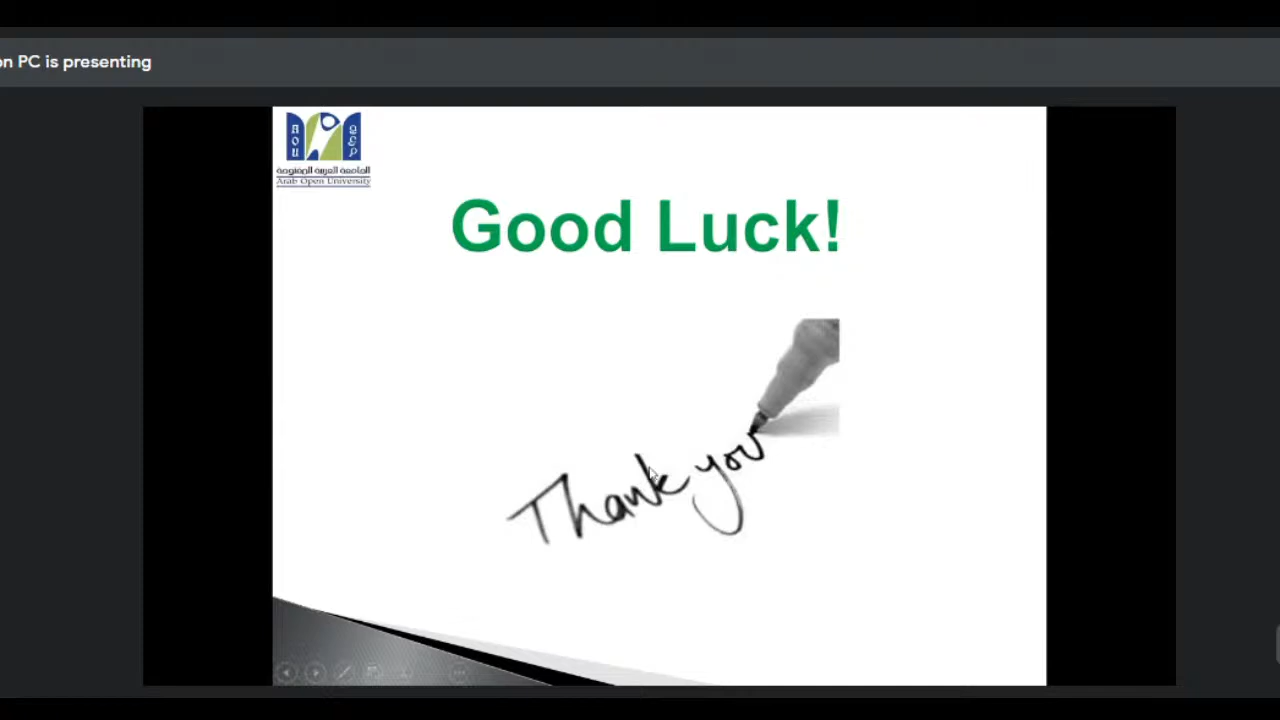 on PC is presenting
A O U
الجامعة العربية المفتوحة
Arab Open University
Good Luck!
Thank you